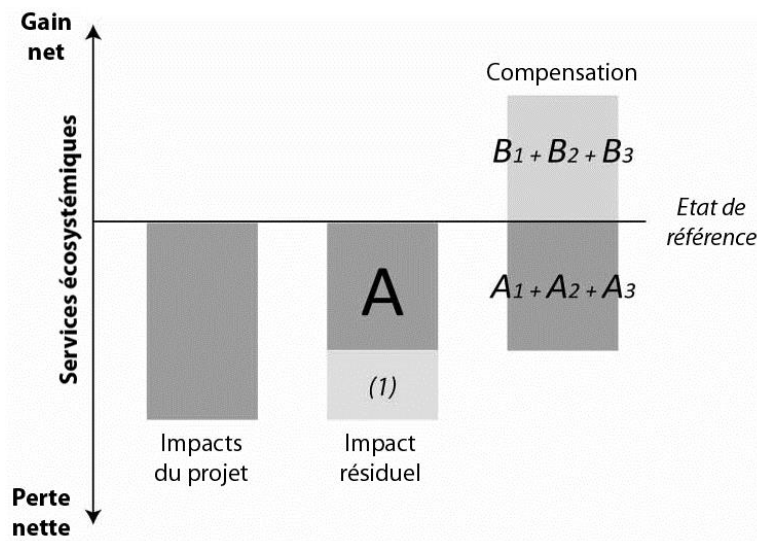 Gain
net
Services écosystémiques
Compensation
B1 + B2 + B3
Etat de
référence
A
A1 + A2 + A3
(1)
Impacts
du projet
Impact
résiduel
Perte
nette